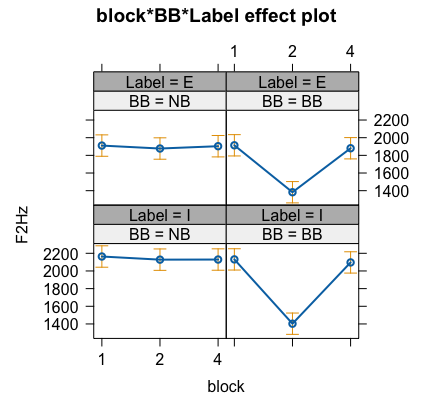 block*BB*Label effect plot
1 2 4
Label = E Label = E
BB = NB BB = BB
2200
2000
1800
1600
1400
Label = I Label = I
BB = NB BB = BB
2200
2000
1800
1600
1400
F2Hz
1 2 4
block